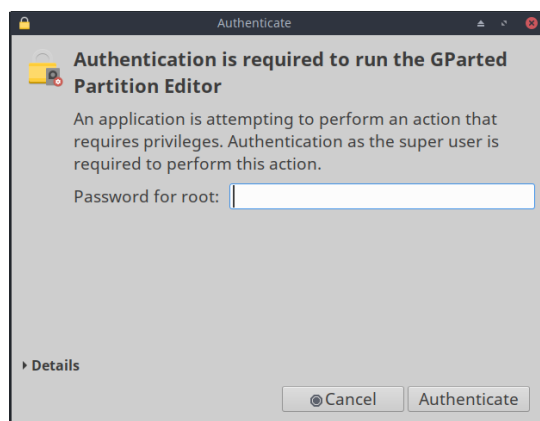 Authenticate
Authentication is required to run the GParted
Partition Editor
An application is attempting to perform an action that
requires privileges. Authentication as the super user is
required to perform this action.
Password for root:
Details
Cancel
Authenticate